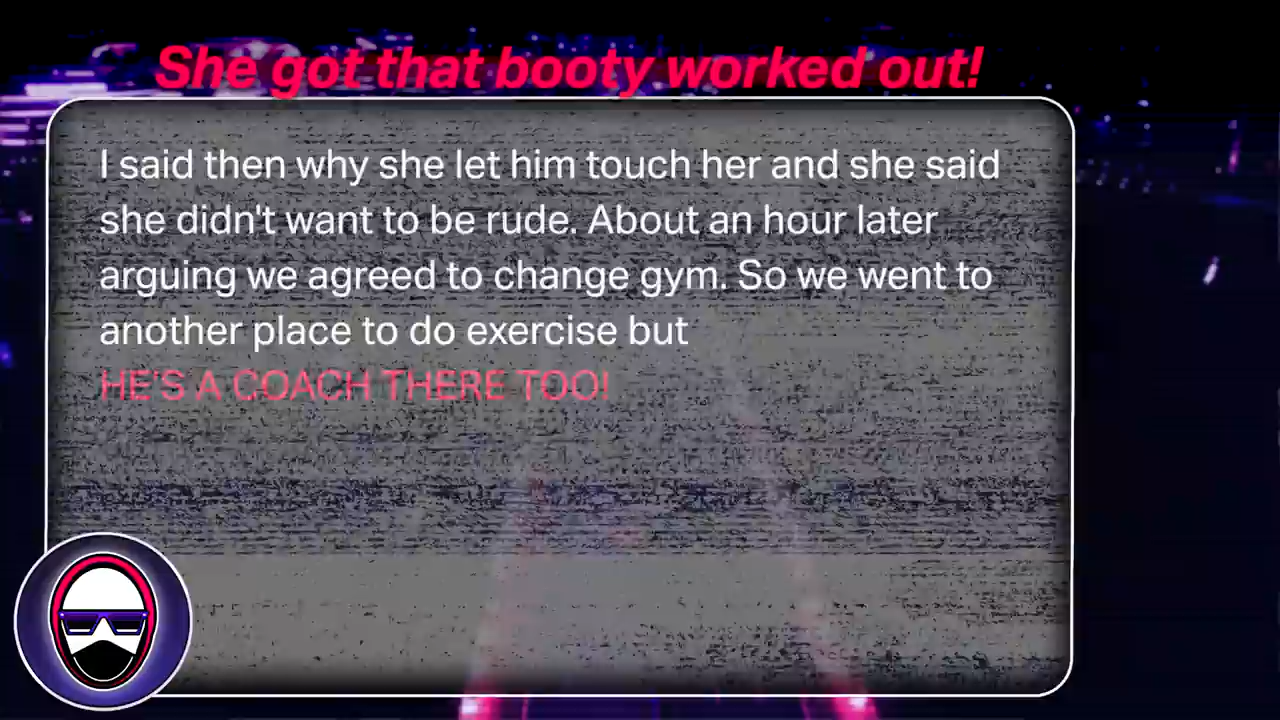 She got that booty worked out!
I said then why she let him touch her and she said
she didn't want to be rude. About an hour later
arguing we agreed to change gym. So we went to
another place to do exercise but
HE'S A COACH THERE TOO!